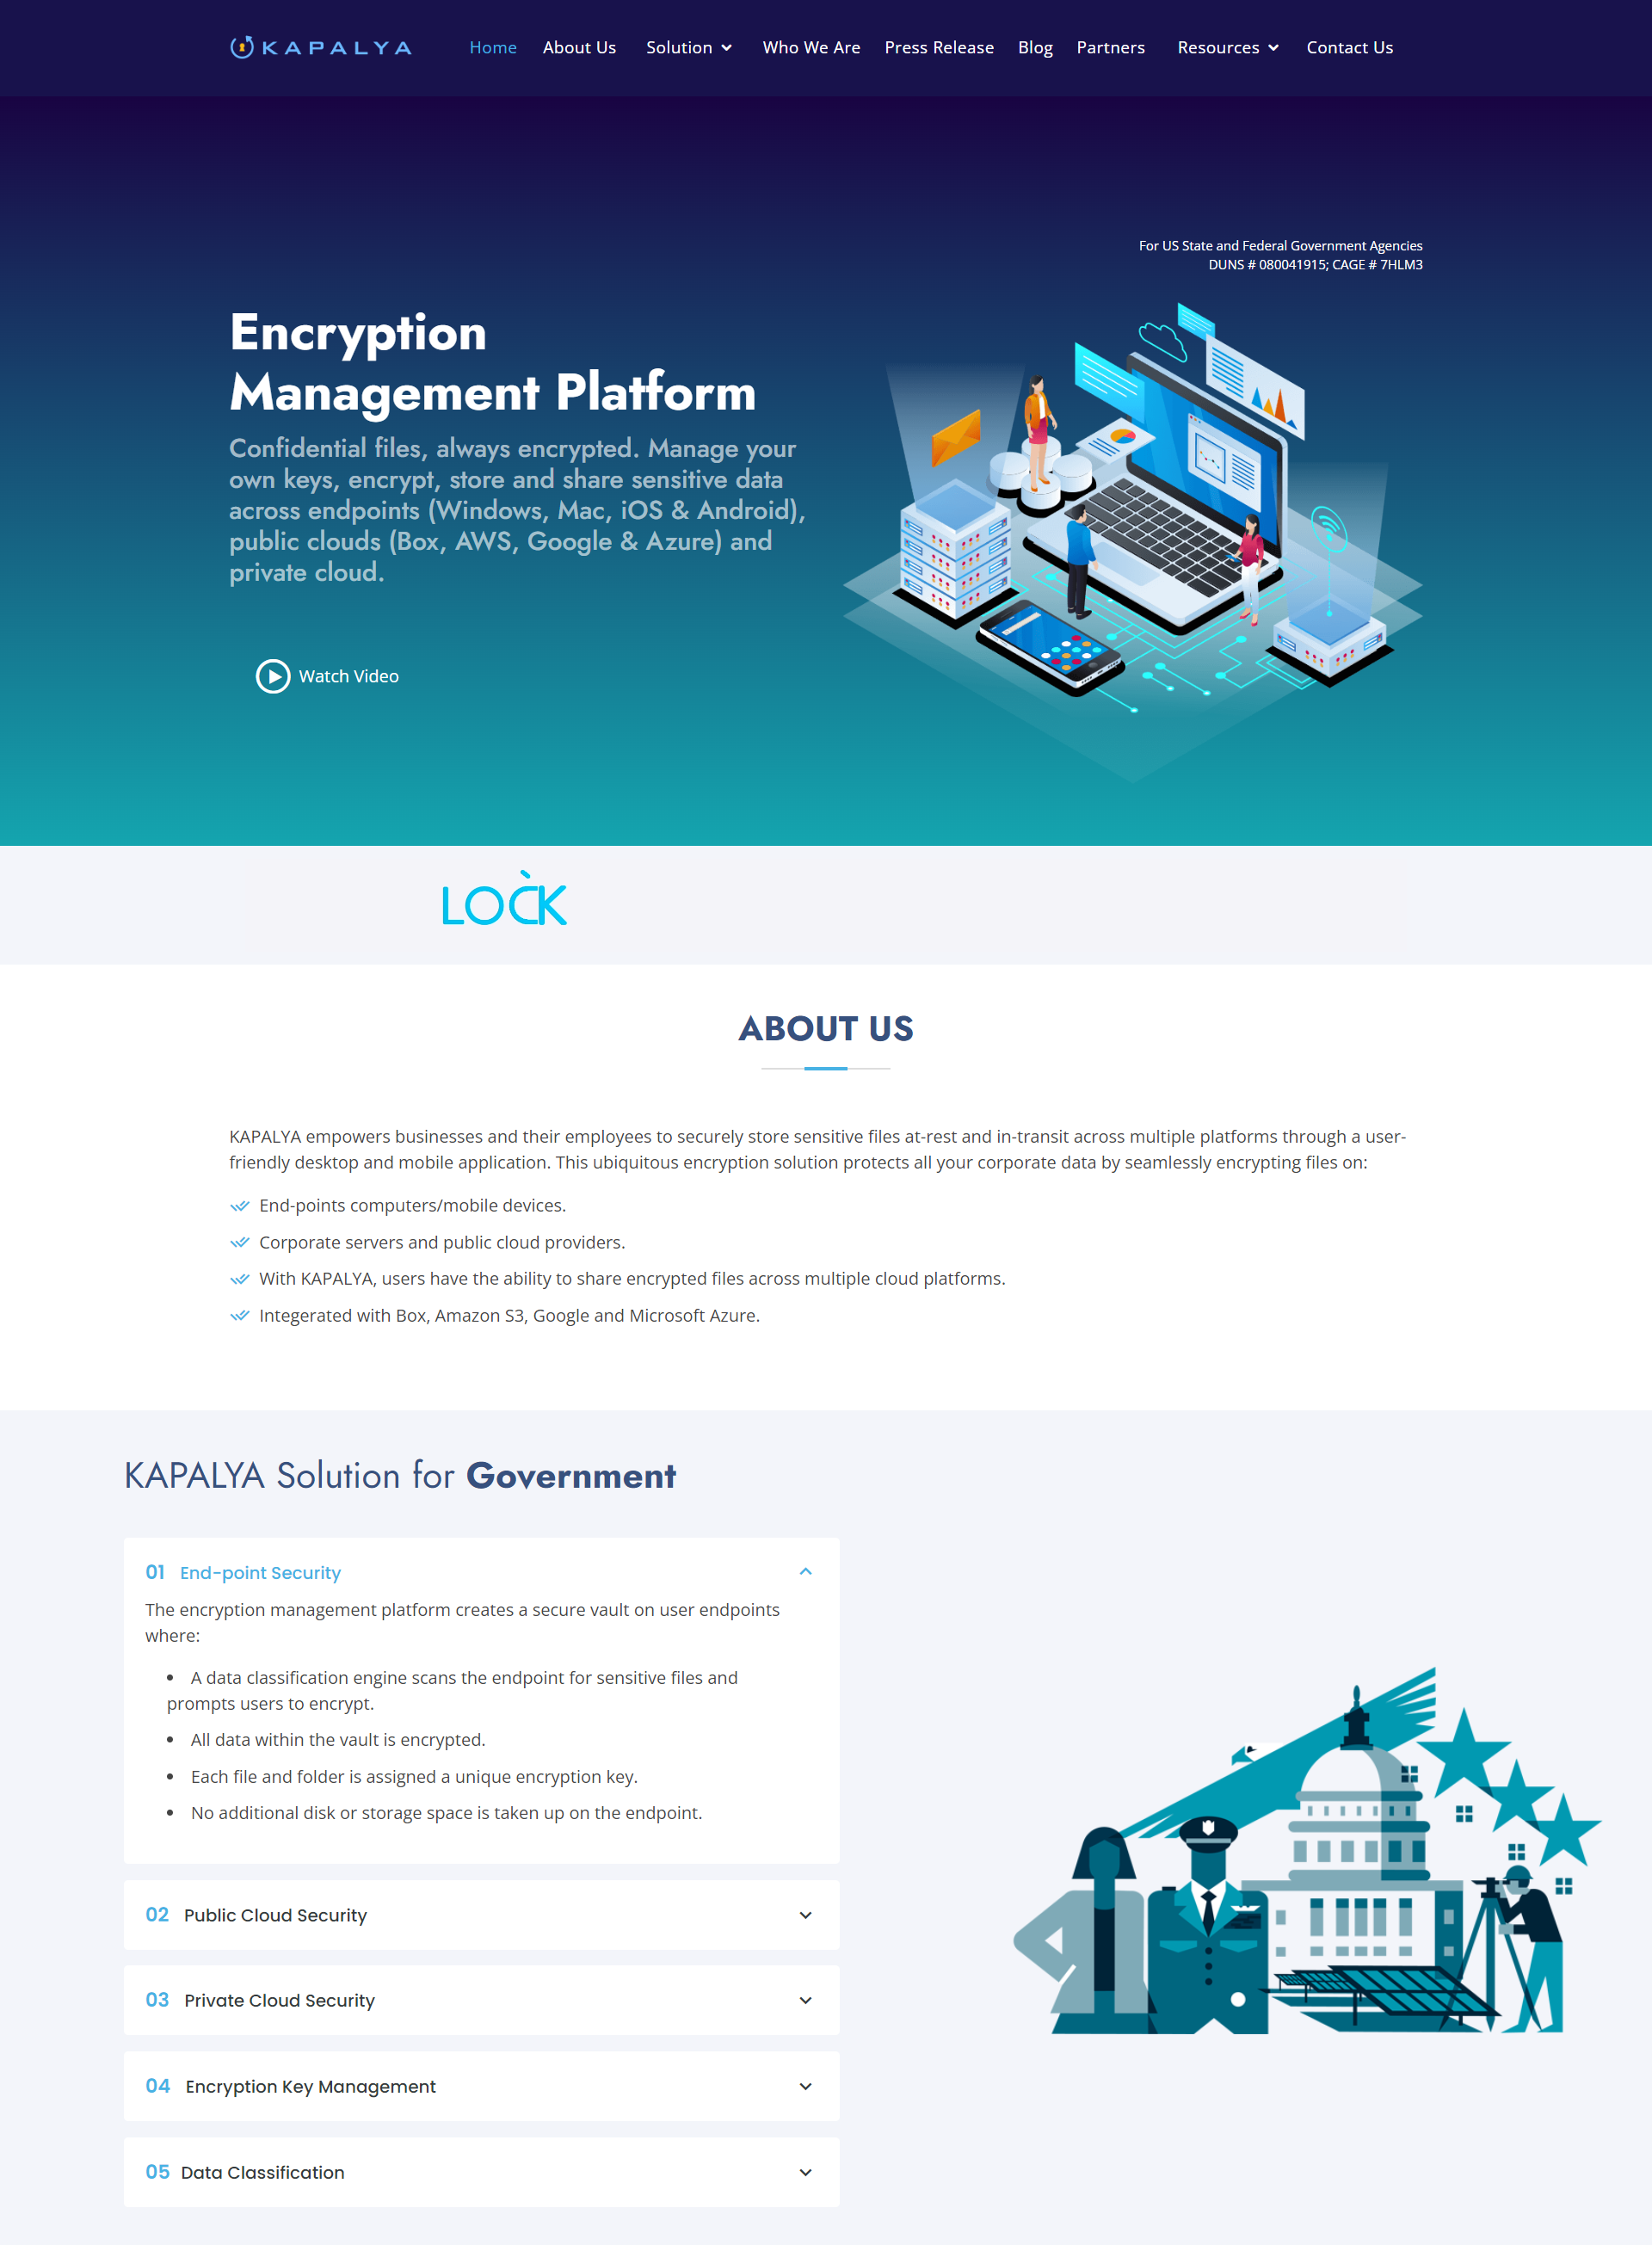 KAPALYA
Home About Us Solution Who We Are Press Release Blog Partners Resources Contact Us
For US State and Federal Government Agencies
DUNS # 080041915; CAGE # 7HLM3
Encryption
Management Platform
Confidential files, always encrypted. Manage your
own keys, encrypt, store and share sensitive data
across endpoints (Windows, Mac, iOS & Android),
public clouds (Box, AWS, Google & Azure) and
private cloud.
Watch Video
LOCK
ABOUT US
KAPALYA empowers businesses and their employees to securely store sensitive files at-rest and in-transit across multiple platforms through a user-
friendly desktop and mobile application. This ubiquitous encryption solution protects all your corporate data by seamlessly encrypting files on:
End-points computers/mobile devices.
Corporate servers and public cloud providers.
With KAPALYA, users have the ability to share encrypted files across multiple cloud platforms.
Integerated with Box, Amazon S3, Google and Microsoft Azure.
KAPALYA Solution for Government
01 End-point Security
The encryption management platform creates a secure vault on user endpoints
where:
• A data classification engine scans the endpoint for sensitive files and
prompts users to encrypt.
• All data within the vault is encrypted.
• Each file and folder is assigned a unique encryption key.
• No additional disk or storage space is taken up on the endpoint.
02 Public Cloud Security
03 Private Cloud Security
04 Encryption Key Management
05 Data Classification